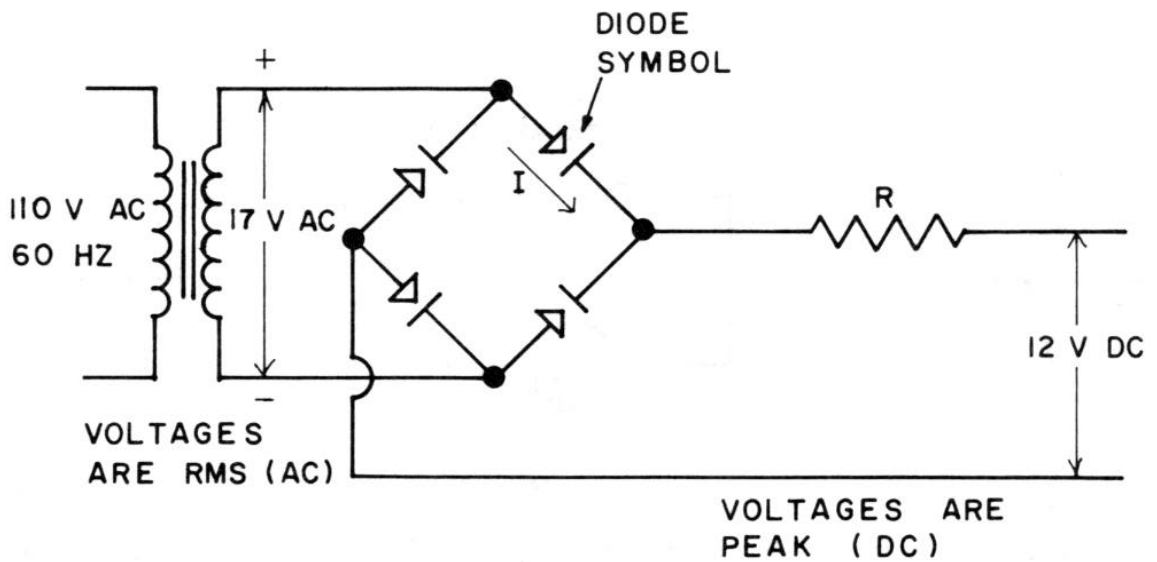 DIODE
SYMBOL
+
I
R
110 V AC
60 HZ
17 V AC
12 V DC
−
VOLTAGES
ARE RMS (AC)
VOLTAGES ARE
PEAK (DC)